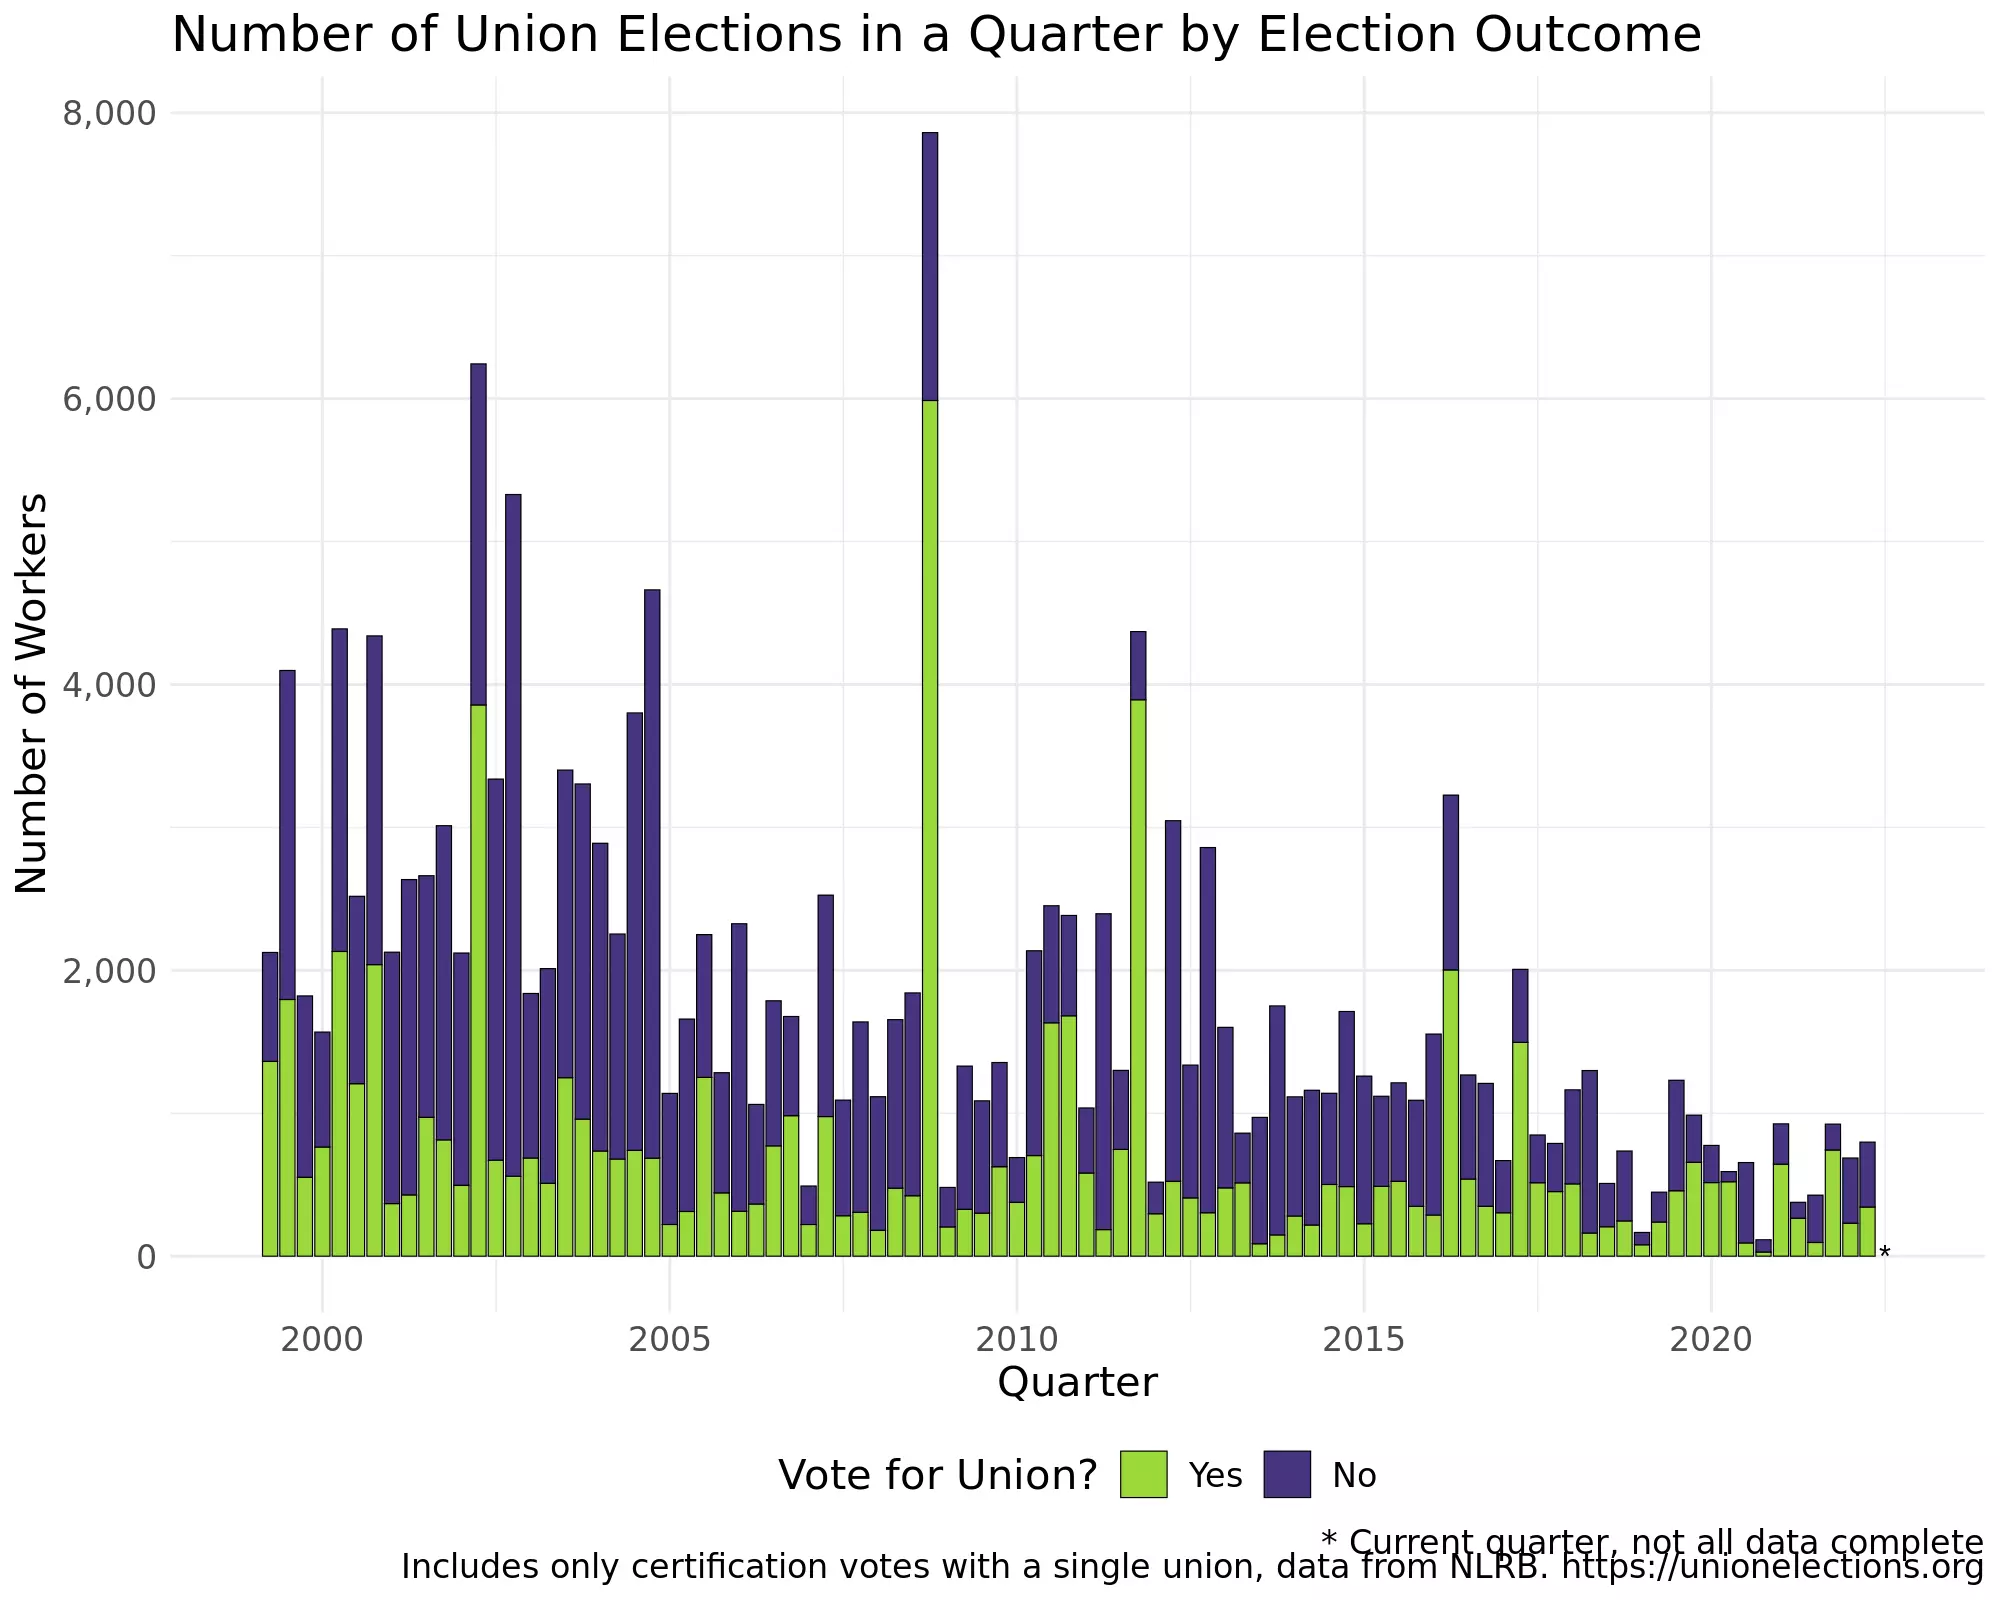 Number of Union Elections in a Quarter by Election Outcome
8,000
6,000
4,000
2,000
0
Number of Workers
*
2000 2005 2010 2015 2020
Quarter
Vote for Union? Yes No
* Current quarter, not all data complete
Includes only certification votes with a single union, data from NLRB. https://unionelections.org